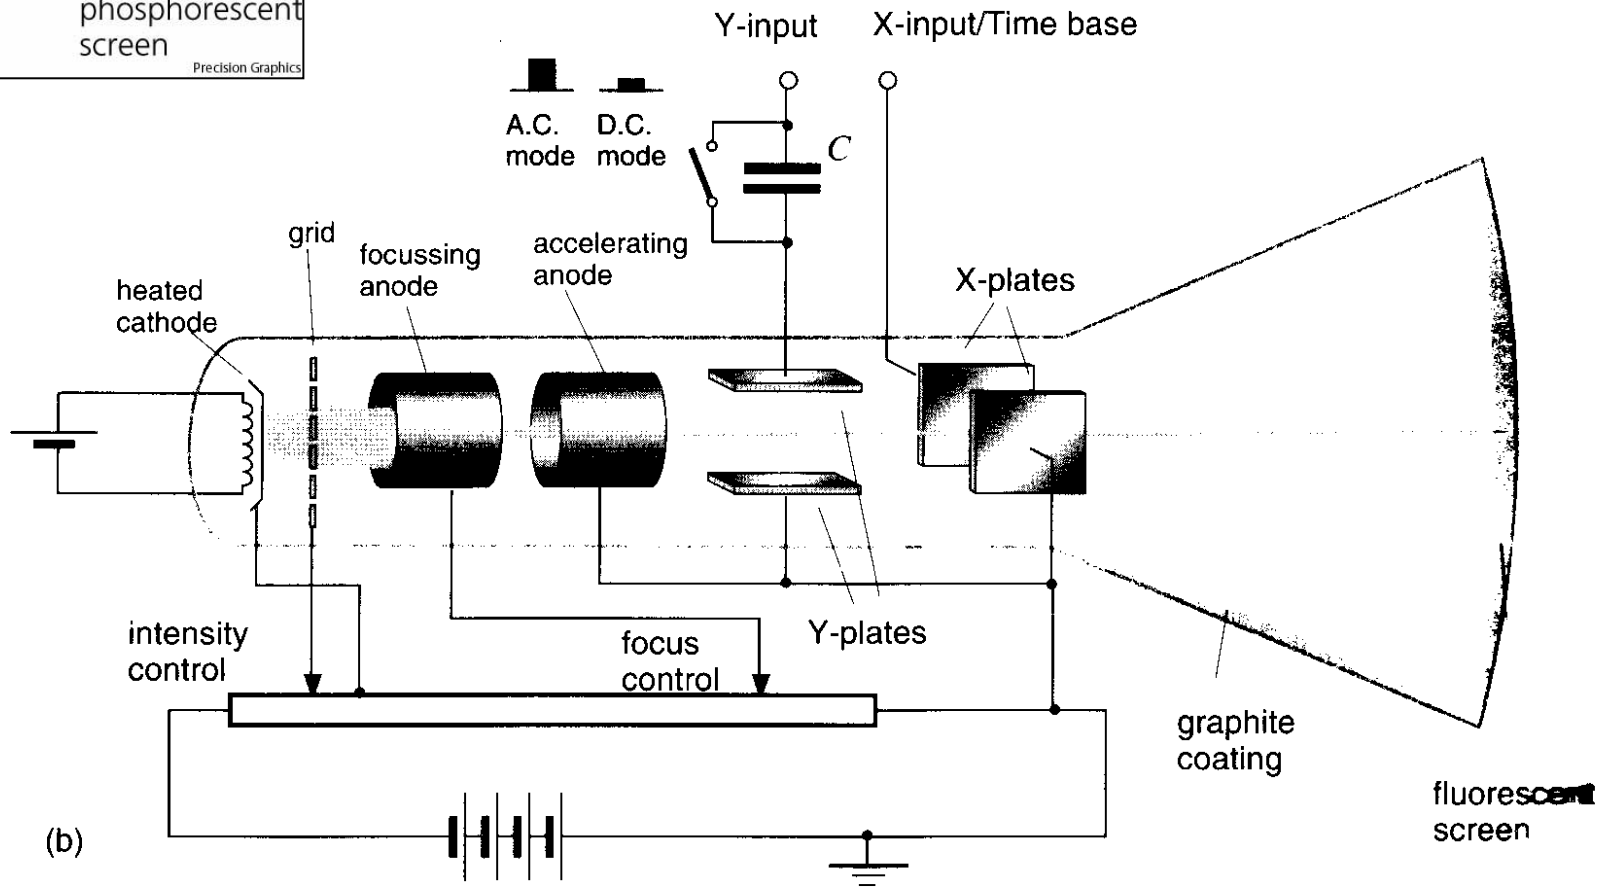 phosphorescent
screen
Precision Graphics
Y-input
X-input/Time base
A.C.
mode
D.C.
mode
C
grid
focussing
anode
accelerating
anode
heated
cathode
X-plates
intensity
control
focus
control
Y-plates
graphite
coating
fluorescent
screen
(b)